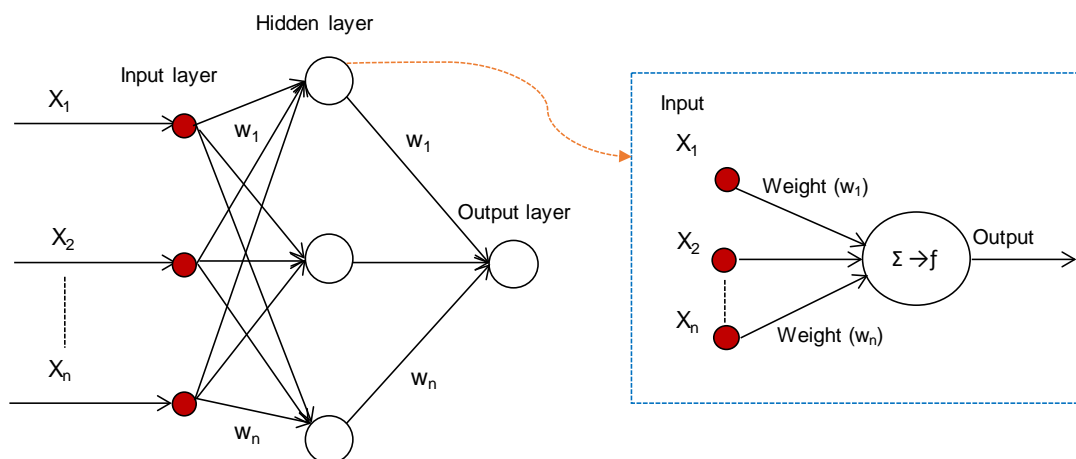 Hidden layer
Input layer
X1
w1
w1
X2
Output layer
Xn
wn
wn
Input
X1
Weight (w1)
X2
Σ →ƒ
Output
Xn
Weight (wn)